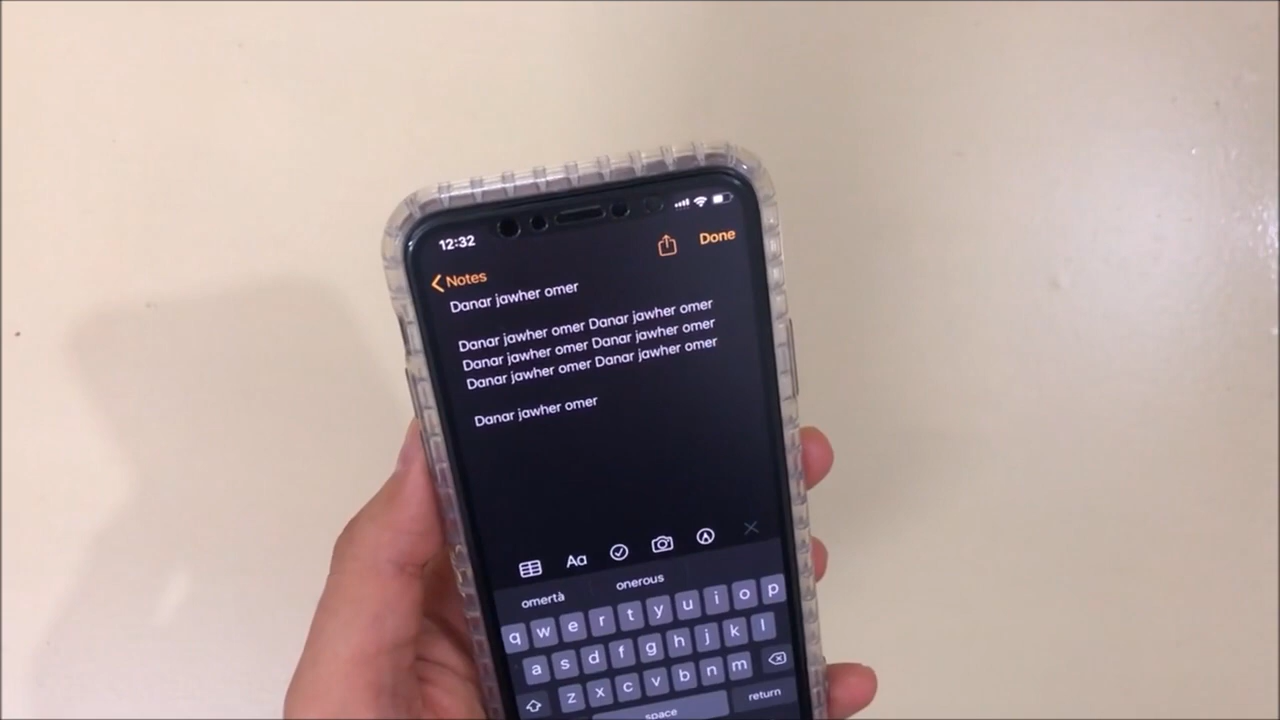 12:32
Done
Notes
Danar jawher omer
Danar jawher omer Danar jawher omer
Danar jawher omer Danar jawher omer
Danar jawher omer Danar jawher omer
Danar jawher omer
Aa
omertà onerous
q w e r t y u i o p
a s d f g h j k l
z x c v b n m
space return